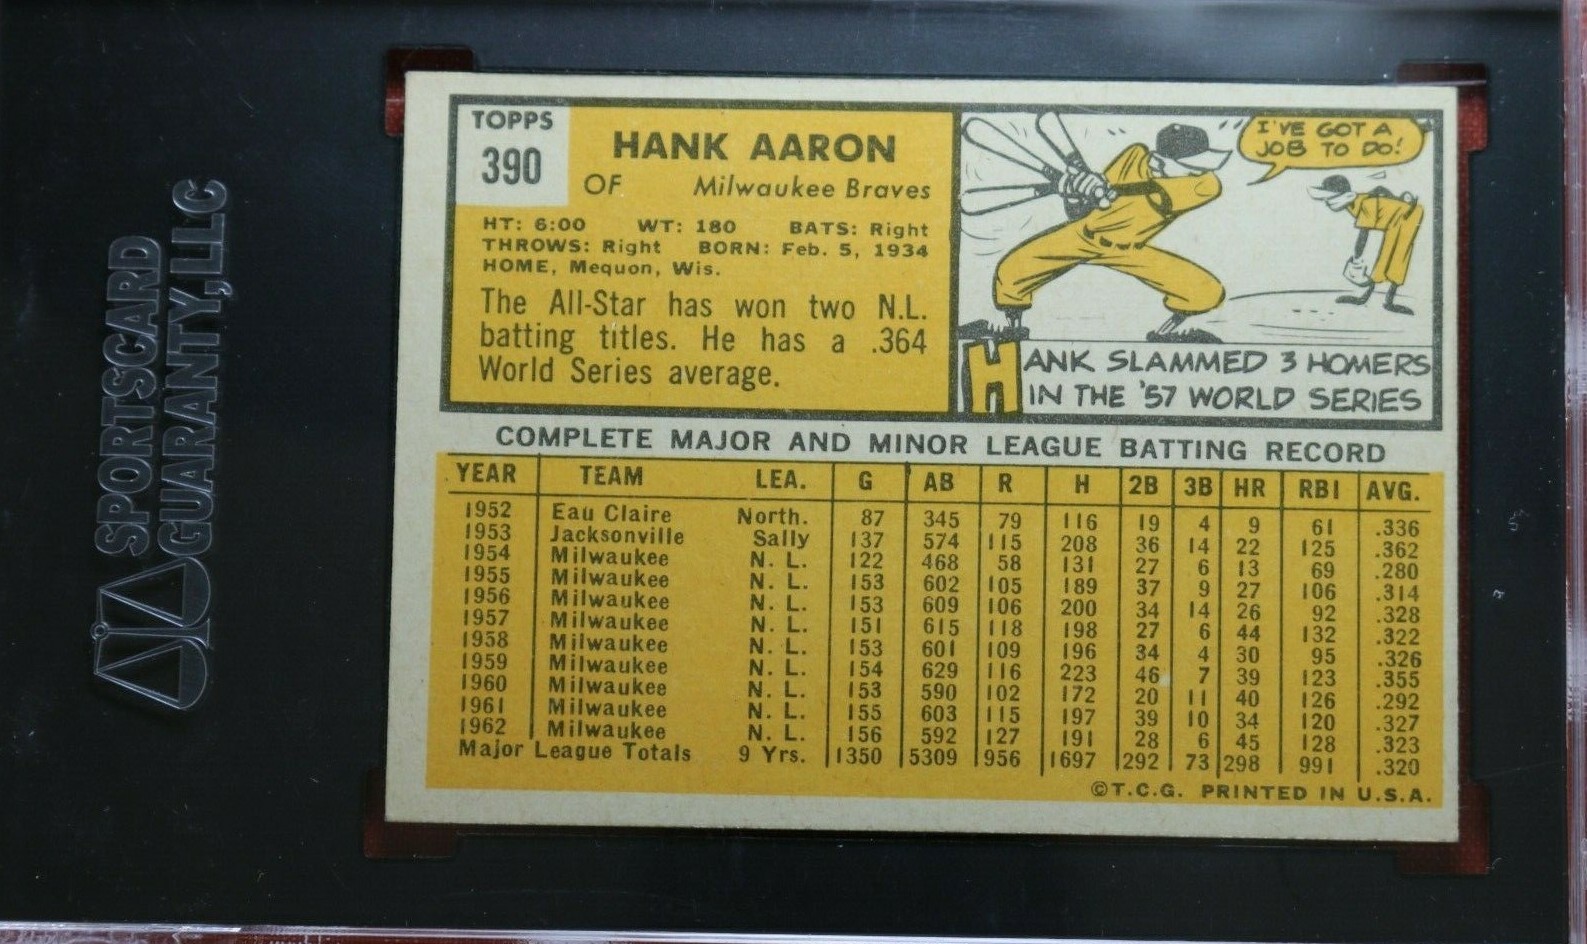 SPORTSCARD
GUARANTY, LLC
TOPPS
390
HANK AARON
OF Milwaukee Braves
HT: 6:00 WT: 180 BATS: Right
THROWS: Right BORN: Feb. 5, 1934
HOME, Mequon, Wis.
The All-Star has won two N.L.
batting titles. He has a .364
World Series average.
I'VE GOT A
JOB TO DO!
HANK SLAMMED 3 HOMERS
IN THE '57 WORLD SERIES
COMPLETE MAJOR AND MINOR LEAGUE BATTING RECORD
YEAR TEAM LEA. G AB R H 2B 3B HR RBI AVG.
1952 Eau Claire North. 87 345 79 116 19 4 9 61 .336
1953 Jacksonville Sally 137 574 115 208 36 14 22 125 .362
1954 Milwaukee N. L. 122 468 58 131 27 6 13 69 .280
1955 Milwaukee N. L. 153 602 105 189 37 9 27 106 .314
1956 Milwaukee N. L. 153 609 106 200 34 14 26 92 .328
1957 Milwaukee N. L. 151 615 118 198 27 6 44 132 .322
1958 Milwaukee N. L. 153 601 109 196 34 4 30 95 .326
1959 Milwaukee N. L. 154 629 116 223 46 7 39 123 .355
1960 Milwaukee N. L. 153 590 102 172 20 11 40 126 .292
1961 Milwaukee N. L. 155 603 115 197 39 10 34 120 .327
1962 Milwaukee N. L. 156 592 127 191 28 6 45 128 .323
Major League Totals 9 Yrs. 1350 5309 956 1697 292 73 298 991 .320
©T.C.G. PRINTED IN U.S.A.